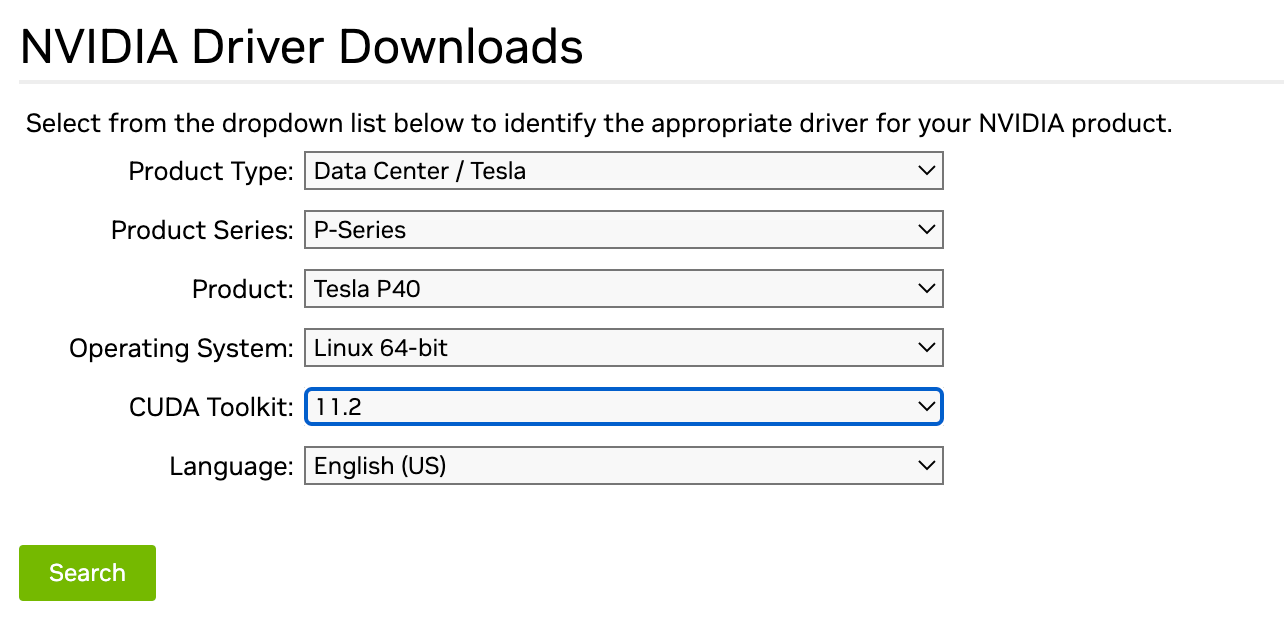 NVIDIA Driver Downloads
Select from the dropdown list below to identify the appropriate driver for your NVIDIA product.
Product Type: Data Center / Tesla
Product Series: P-Series
Product: Tesla P40
Operating System: Linux 64-bit
CUDA Toolkit: 11.2
Language: English (US)
Search